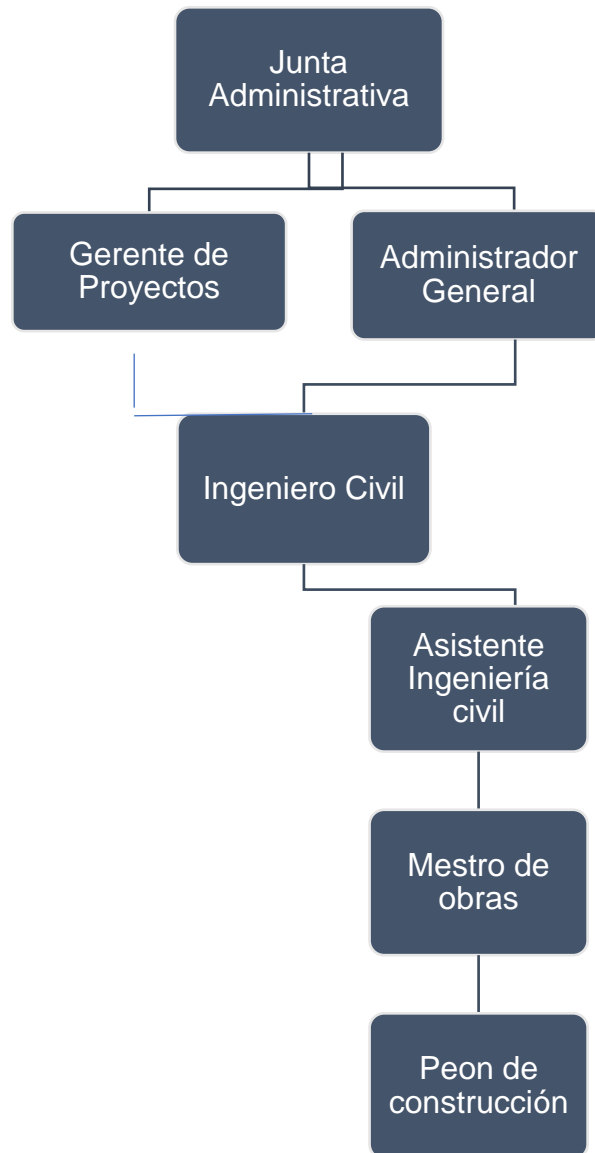 Junta
Administrativa
Gerente de
Proyectos
Administrador
General
Ingeniero Civil
Asistente
Ingeniería
civil
Mestro de
obras
Peon de
construcción